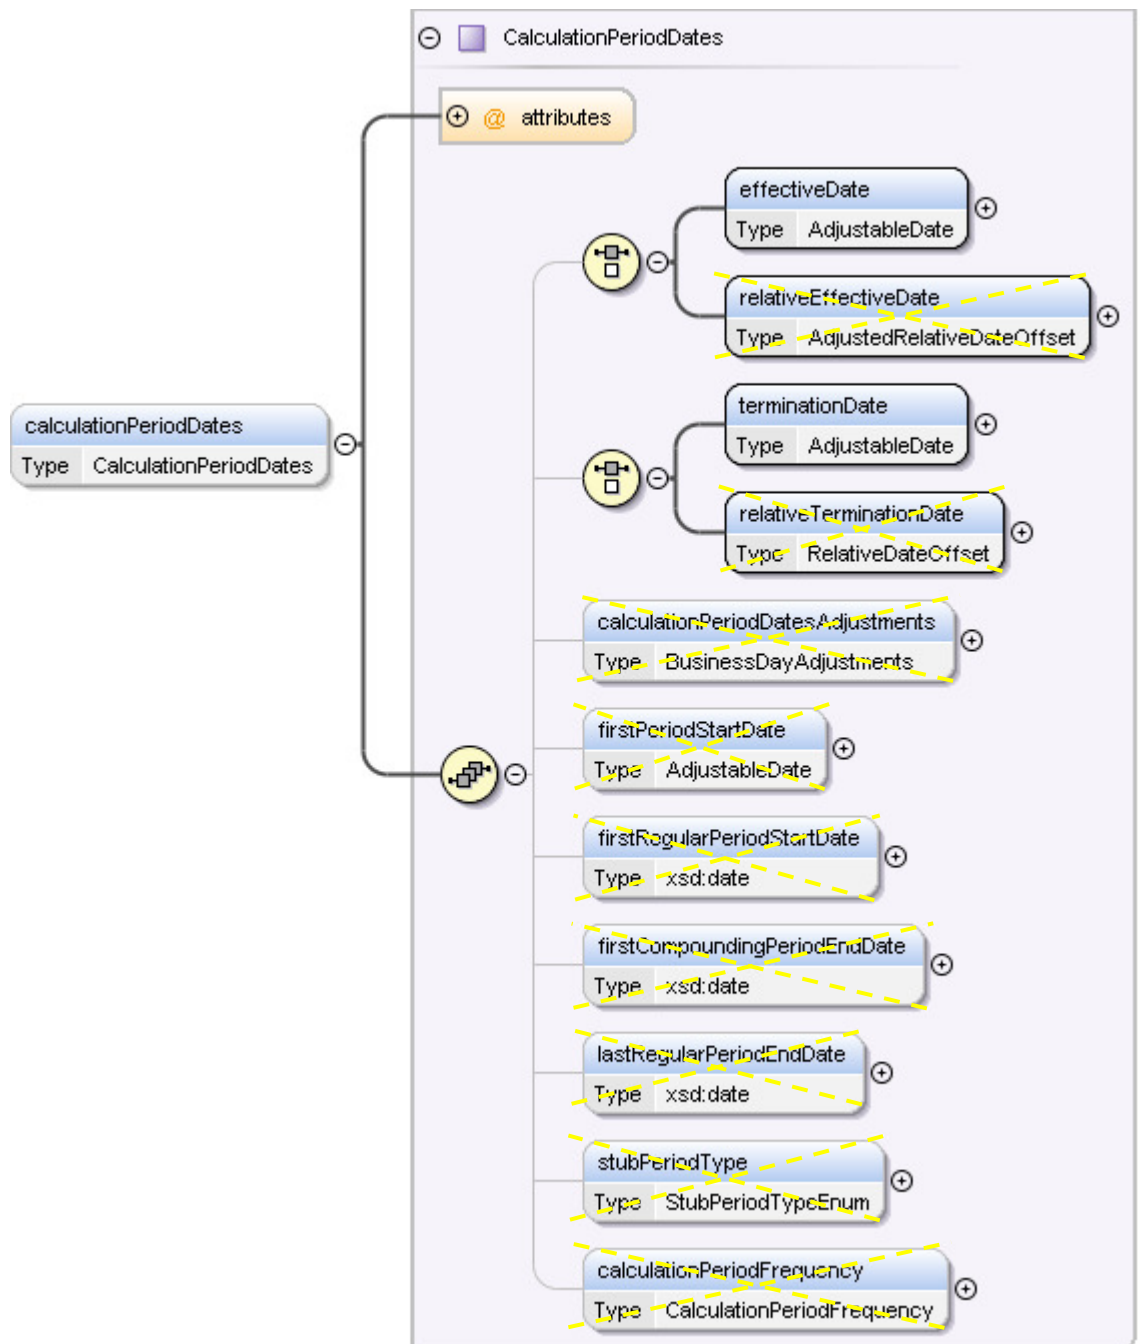 CalculationPeriodDates
@ attributes
effectiveDate
Type AdjustableDate
relativeEffectiveDate
Type AdjustedRelativeDateOffset
terminationDate
Type AdjustableDate
calculationPeriodDates
Type CalculationPeriodDates
relativeTerminationDate
Type RelativeDateOffset
calculationPeriodDatesAdjustments
Type BusinessDayAdjustments
firstPeriodStartDate
Type AdjustableDate
firstRegularPeriodStartDate
Type xsd:date
firstCompoundingPeriodEndDate
Type xsd:date
lastRegularPeriodEndDate
Type xsd:date
stubPeriodType
Type StubPeriodTypeEnum
calculationPeriodFrequency
Type CalculationPeriodFrequency